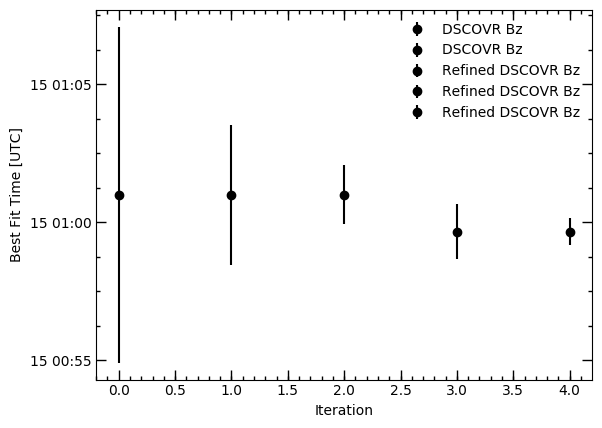 DSCOVR Bz
DSCOVR Bz
Refined DSCOVR Bz
Refined DSCOVR Bz
Refined DSCOVR Bz
Best Fit Time [UTC]
15 01:05
15 01:00
15 00:55
0.0 0.5 1.0 1.5 2.0 2.5 3.0 3.5 4.0
Iteration